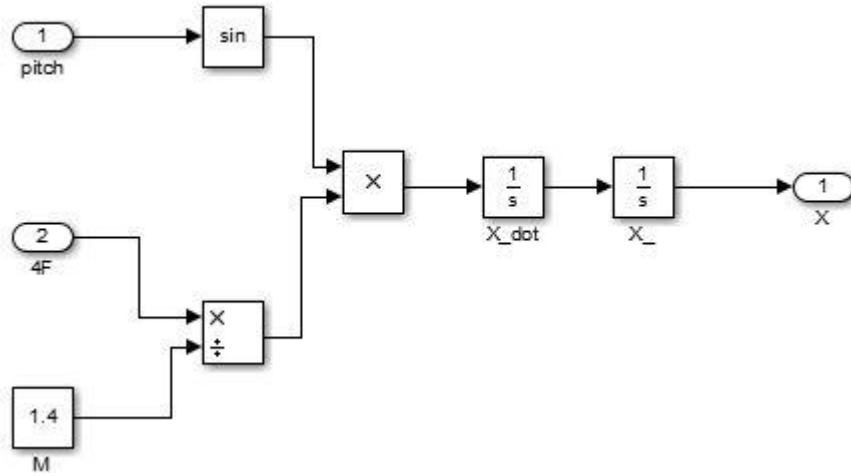 1
pitch
sin
×
1
s
X_dot
1
s
X_
1
X
2
4F
×
÷
1.4
M